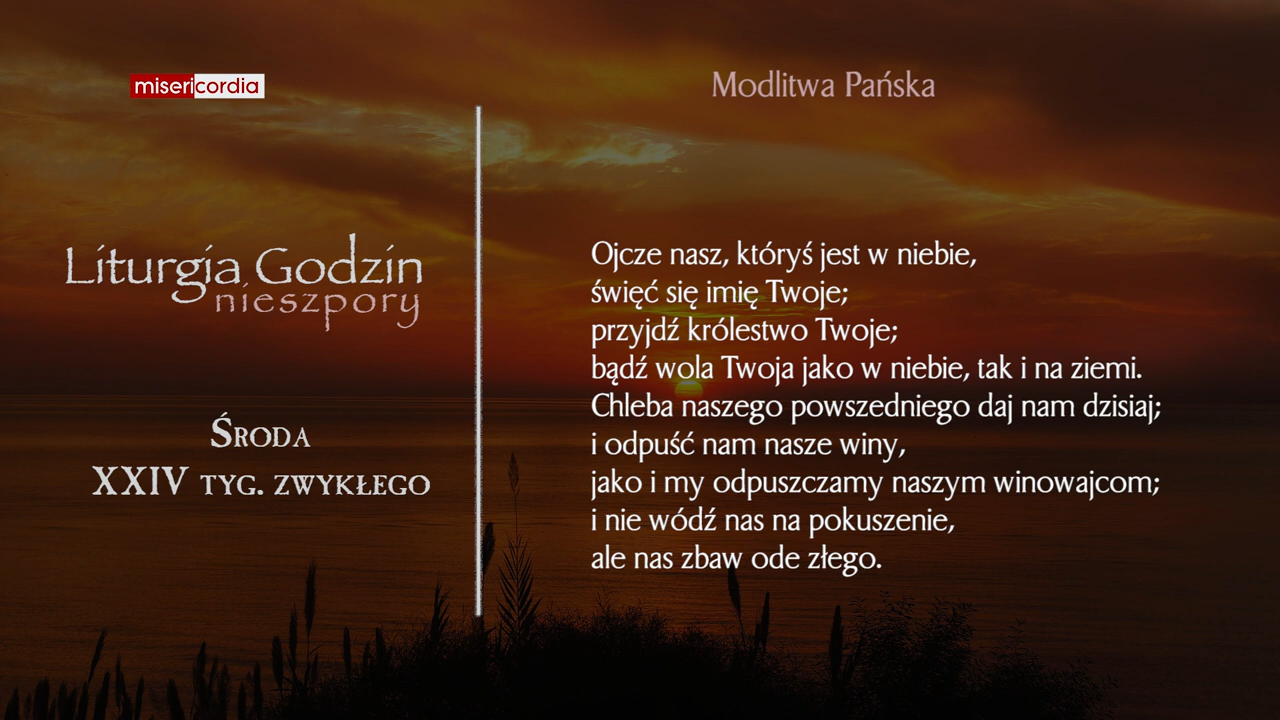 misericordia
Liturgia Godzin
nieszpory
Środa
XXIV tyg. zwykłego
Modlitwa Pańska
Ojcze nasz, któryś jest w niebie,
święć się imię Twoje;
przyjdź królestwo Twoje;
bądź wola Twoja jako w niebie, tak i na ziemi.
Chleba naszego powszedniego daj nam dzisiaj;
i odpuść nam nasze winy,
jako i my odpuszczamy naszym winowajcom;
i nie wódź nas na pokuszenie,
ale nas zbaw ode złego.